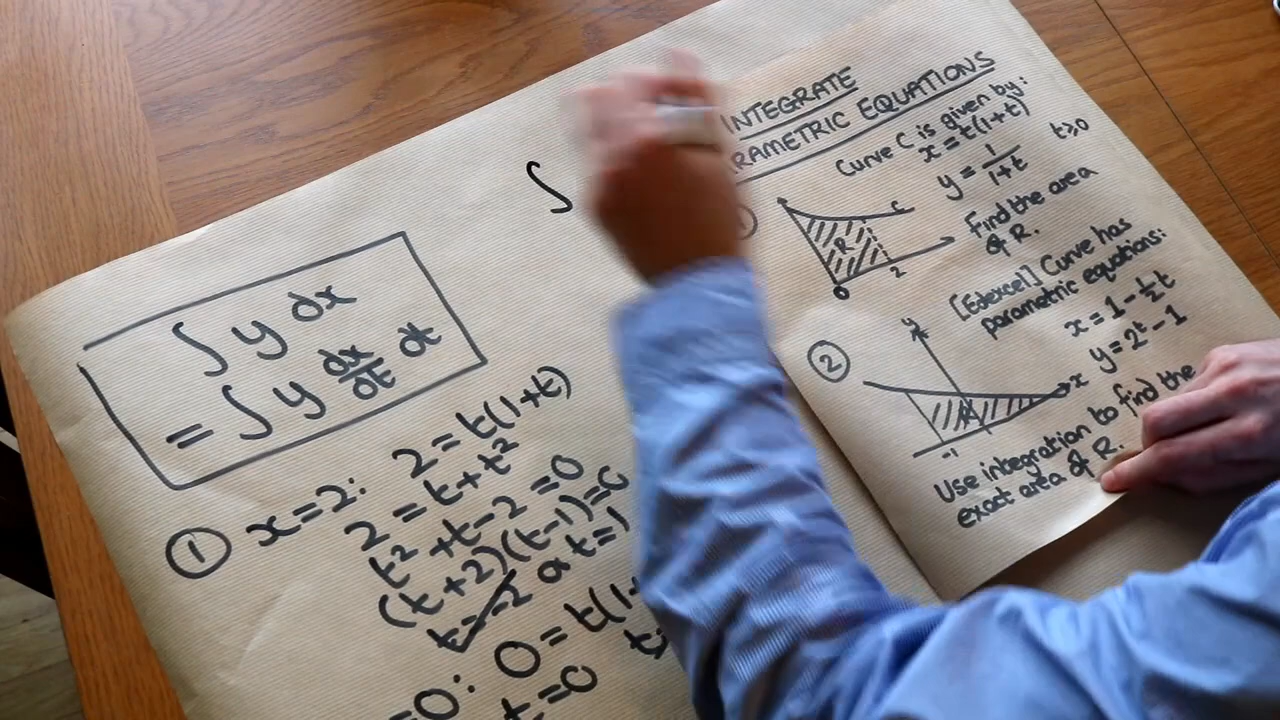 INTEGRATE
RAMETRIC EQUATIONS
Curve C is given by:
x = t(1+t)
y = 1/(1+t)
t≥0
Find the area
of R.
C
R
2
0
[Edexcel] Curve has
parametric equations:
x = 1 - ½t
y = 2^t - 1
②
y
x
R
-1
Use integration to find the
exact area of R.
∫
∫ y dx
= ∫ y dx/dt dt
① x=2: 2 = t(1+t)
2 = t + t²
t² + t - 2 = 0
(t+2)(t-1)=0
t=-2 or t=1
=0: 0 = t(1+
t=0